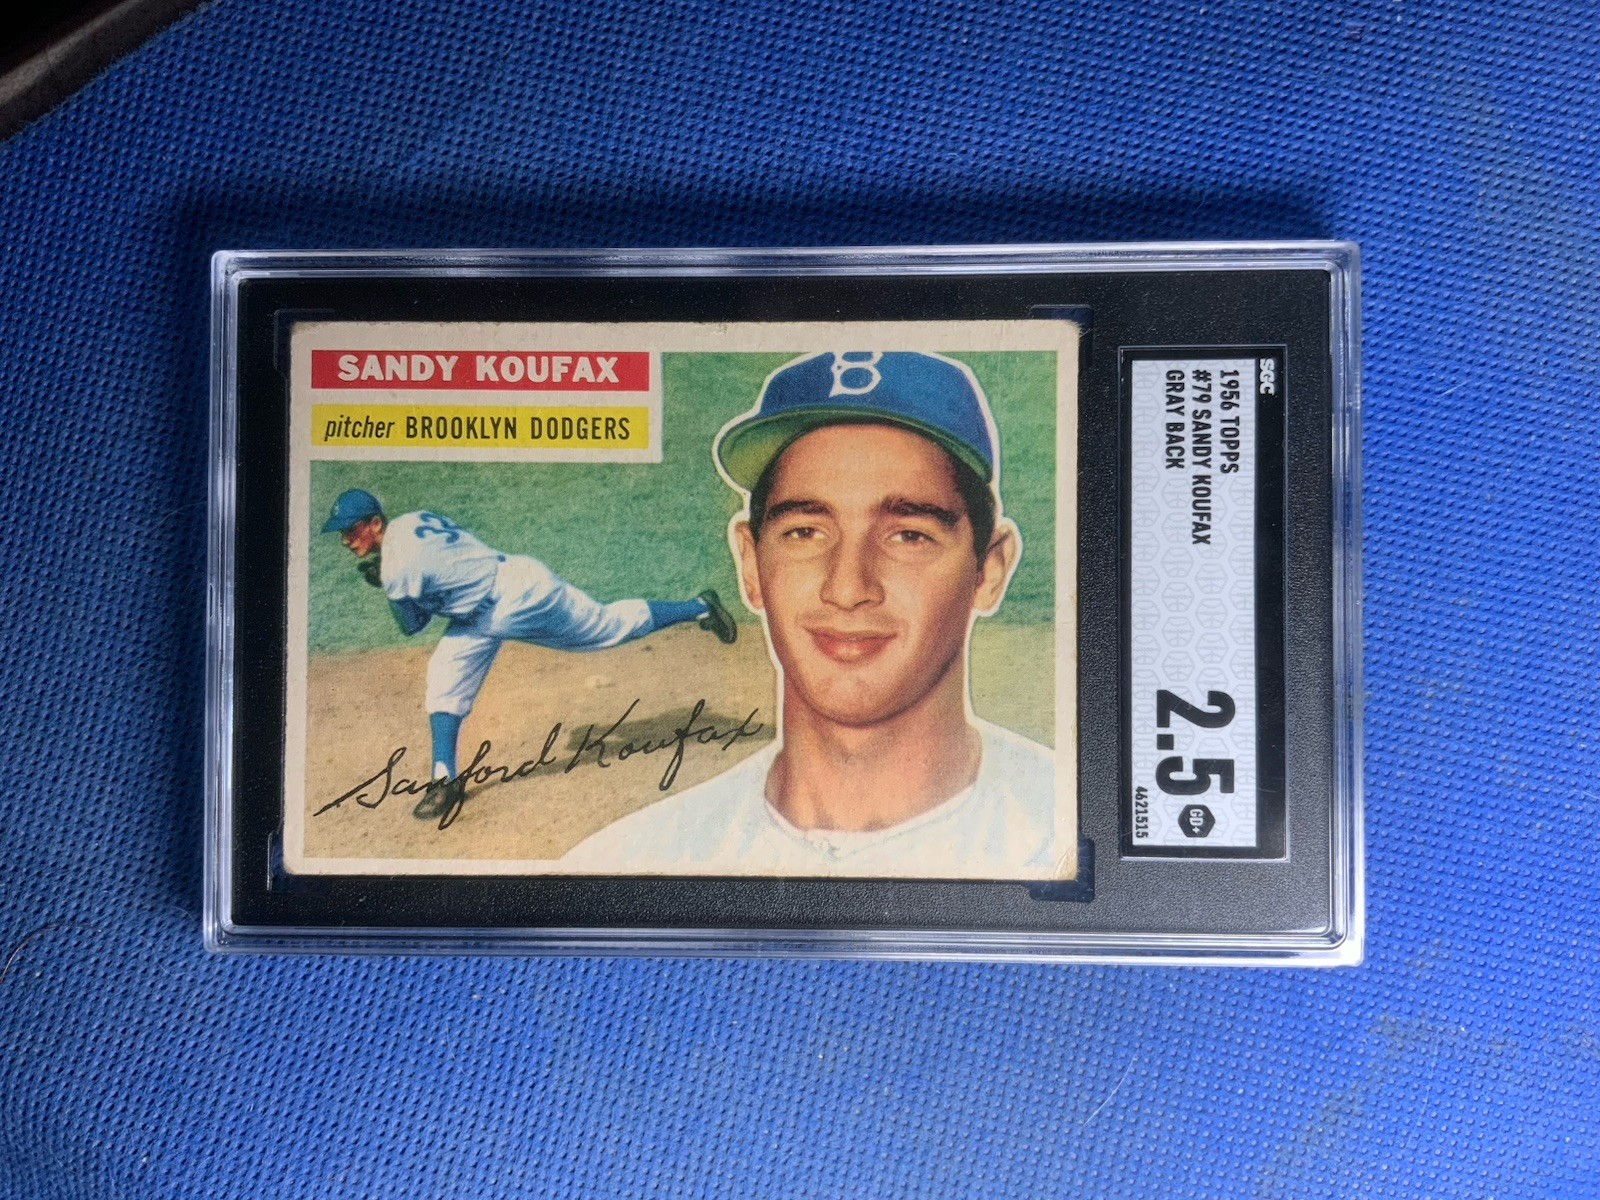 SANDY KOUFAX
pitcher BROOKLYN DODGERS
B
32
Sanford Koufax
SGC
1956 TOPPS
#79 SANDY KOUFAX
GRAY BACK
2.5
GD+
4621515